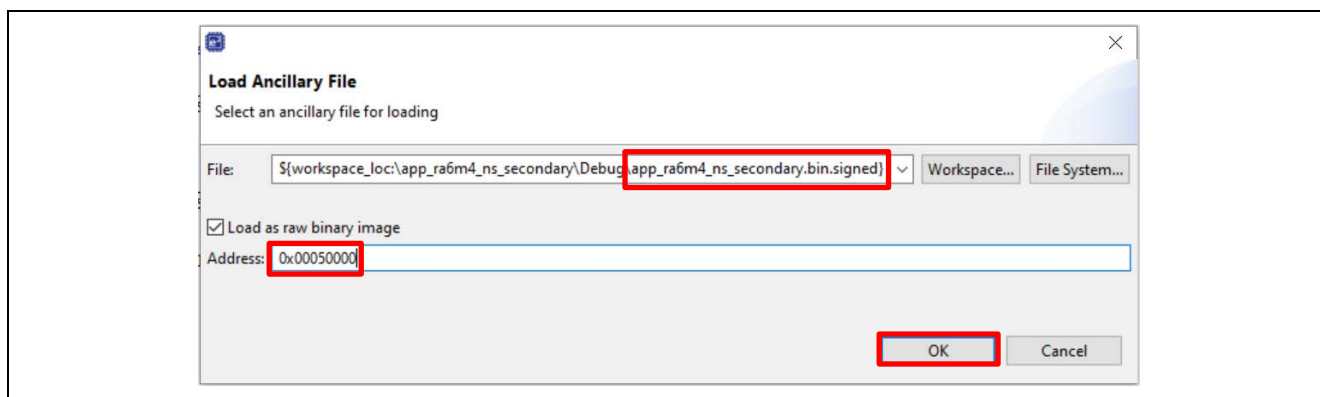 Load Ancillary File
Select an ancillary file for loading
File: ${workspace_loc:\app_ra6m4_ns_secondary\Debug\app_ra6m4_ns_secondary.bin.signed} Workspace... File System...
Load as raw binary image
Address: 0x00050000
OK Cancel